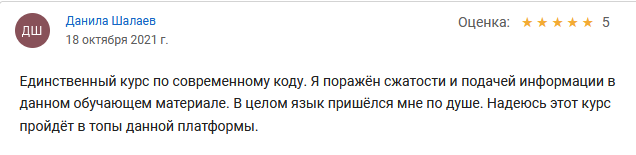 ДШ
Данила Шалаев
Оценка: ★ ★ ★ ★ ★ 5
18 октября 2021 г.
Единственный курс по современному коду. Я поражён сжатости и подачей информации в
данном обучающем материале. В целом язык пришёлся мне по душе. Надеюсь этот курс
пройдёт в топы данной платформы.